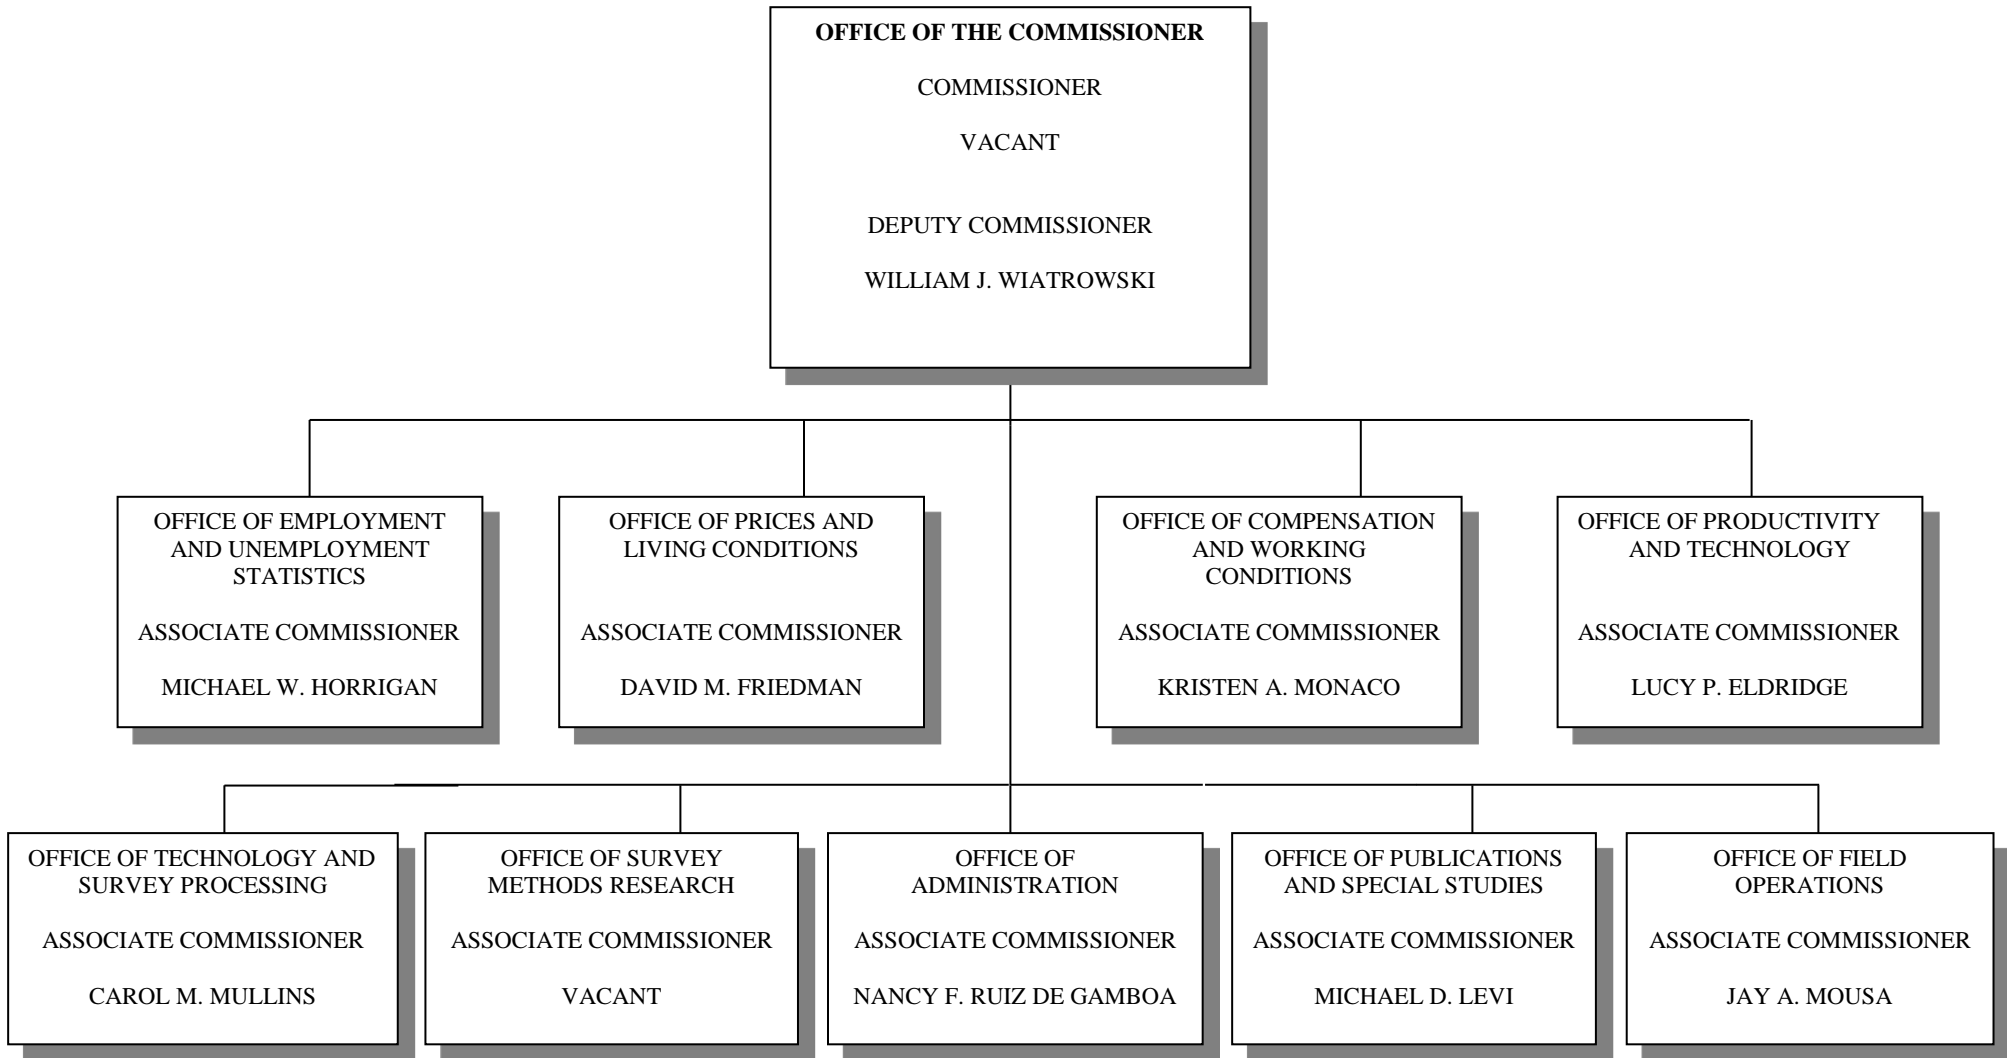 OFFICE OF THE COMMISSIONER
COMMISSIONER
VACANT
DEPUTY COMMISSIONER
WILLIAM J. WIATROWSKI
OFFICE OF EMPLOYMENT
AND UNEMPLOYMENT
STATISTICS
ASSOCIATE COMMISSIONER
MICHAEL W. HORRIGAN
OFFICE OF PRICES AND
LIVING CONDITIONS
ASSOCIATE COMMISSIONER
DAVID M. FRIEDMAN
OFFICE OF COMPENSATION
AND WORKING
CONDITIONS
ASSOCIATE COMMISSIONER
KRISTEN A. MONACO
OFFICE OF PRODUCTIVITY
AND TECHNOLOGY
ASSOCIATE COMMISSIONER
LUCY P. ELDRIDGE
OFFICE OF TECHNOLOGY AND
SURVEY PROCESSING
ASSOCIATE COMMISSIONER
CAROL M. MULLINS
OFFICE OF SURVEY
METHODS RESEARCH
ASSOCIATE COMMISSIONER
VACANT
OFFICE OF
ADMINISTRATION
ASSOCIATE COMMISSIONER
NANCY F. RUIZ DE GAMBOA
OFFICE OF PUBLICATIONS
AND SPECIAL STUDIES
ASSOCIATE COMMISSIONER
MICHAEL D. LEVI
OFFICE OF FIELD
OPERATIONS
ASSOCIATE COMMISSIONER
JAY A. MOUSA